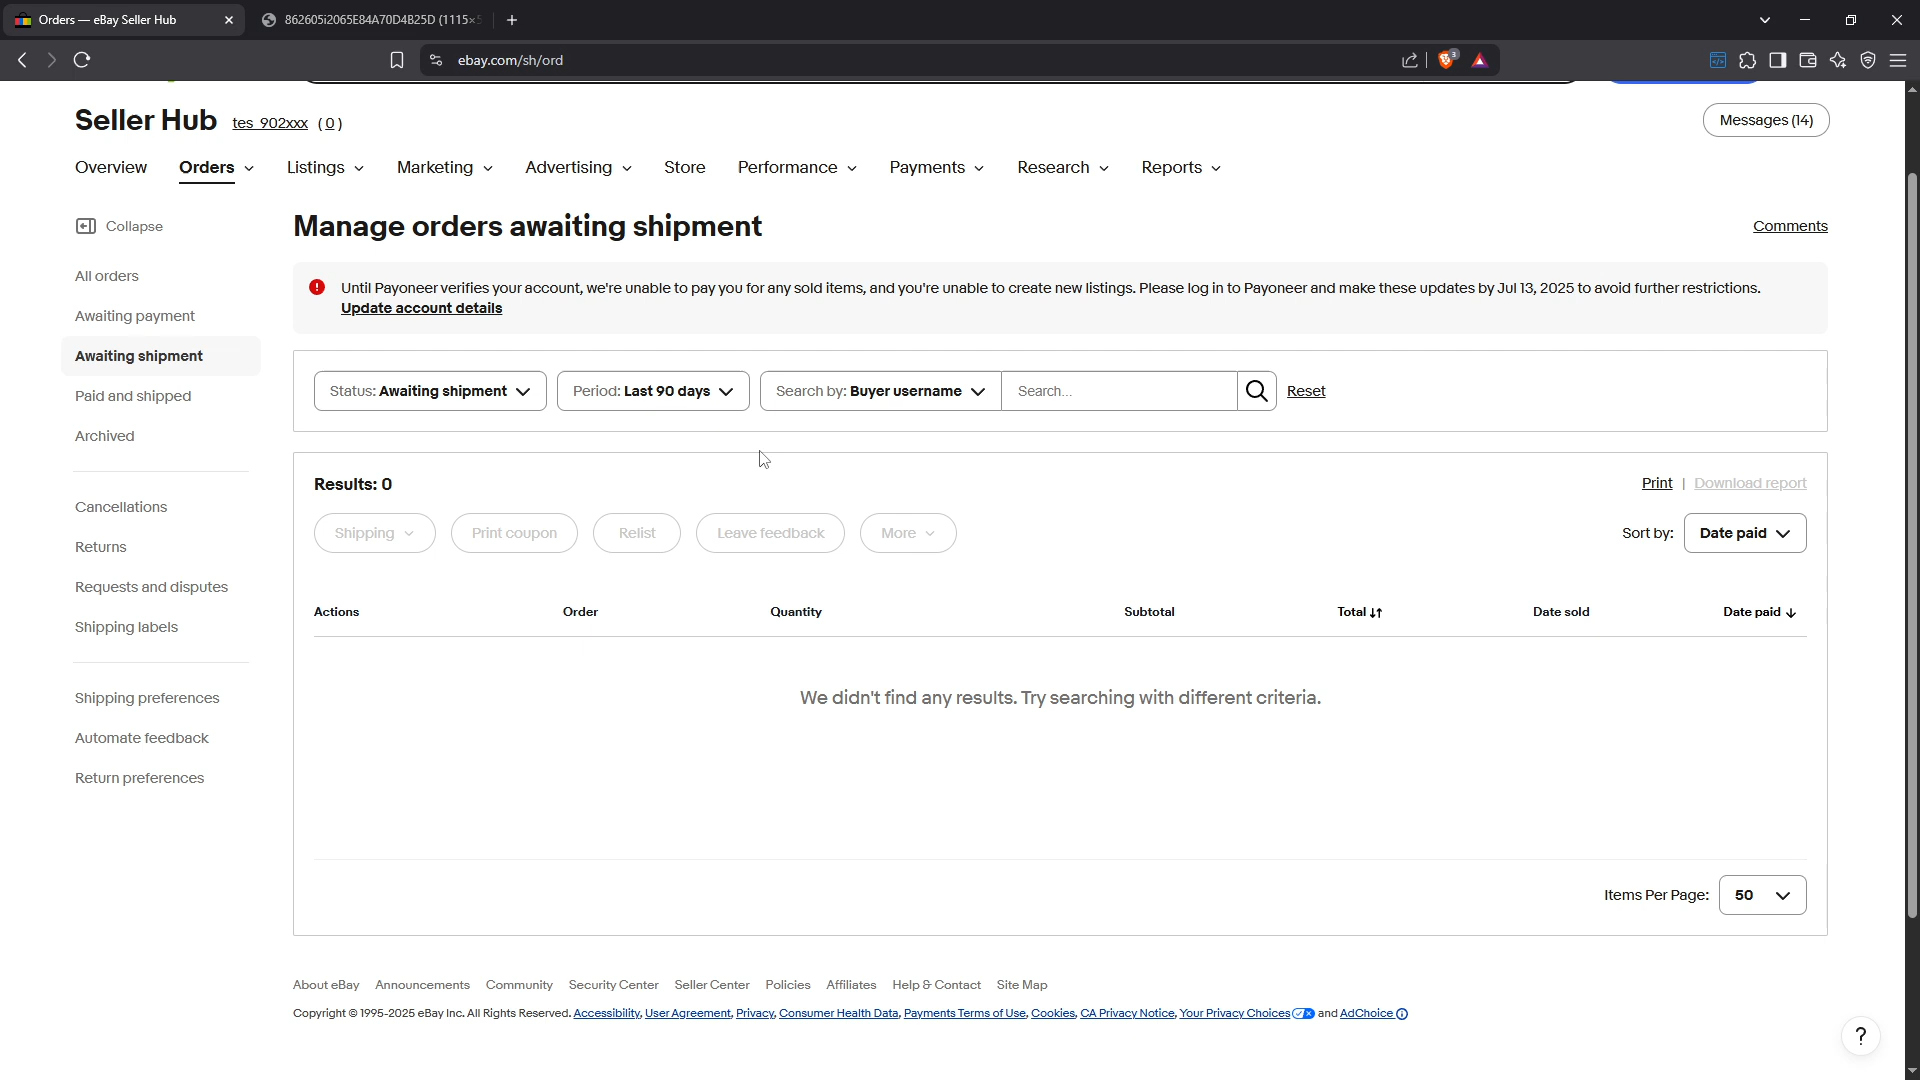 Orders — eBay Seller Hub
862605i2065E84A70D4B25D (1115×5
ebay.com/sh/ord
3
Seller Hub tes_902xxx (0)
Messages (14)
Overview Orders Listings Marketing Advertising Store Performance Payments Research Reports
Collapse
Manage orders awaiting shipment
Comments
All orders
Awaiting payment
Awaiting shipment
Paid and shipped
Archived
Cancellations
Returns
Requests and disputes
Shipping labels
Shipping preferences
Automate feedback
Return preferences
Until Payoneer verifies your account, we're unable to pay you for any sold items, and you're unable to create new listings. Please log in to Payoneer and make these updates by Jul 13, 2025 to avoid further restrictions.
Update account details
Status: Awaiting shipment Period: Last 90 days Search by: Buyer username Search... Reset
Results: 0
Print | Download report
Shipping Print coupon Relist Leave feedback More
Sort by: Date paid
Actions Order Quantity Subtotal Total Date sold Date paid
We didn't find any results. Try searching with different criteria.
Items Per Page: 50
About eBay Announcements Community Security Center Seller Center Policies Affiliates Help & Contact Site Map
Copyright © 1995-2025 eBay Inc. All Rights Reserved. Accessibility, User Agreement, Privacy, Consumer Health Data, Payments Terms of Use, Cookies, CA Privacy Notice, Your Privacy Choices and AdChoice
?